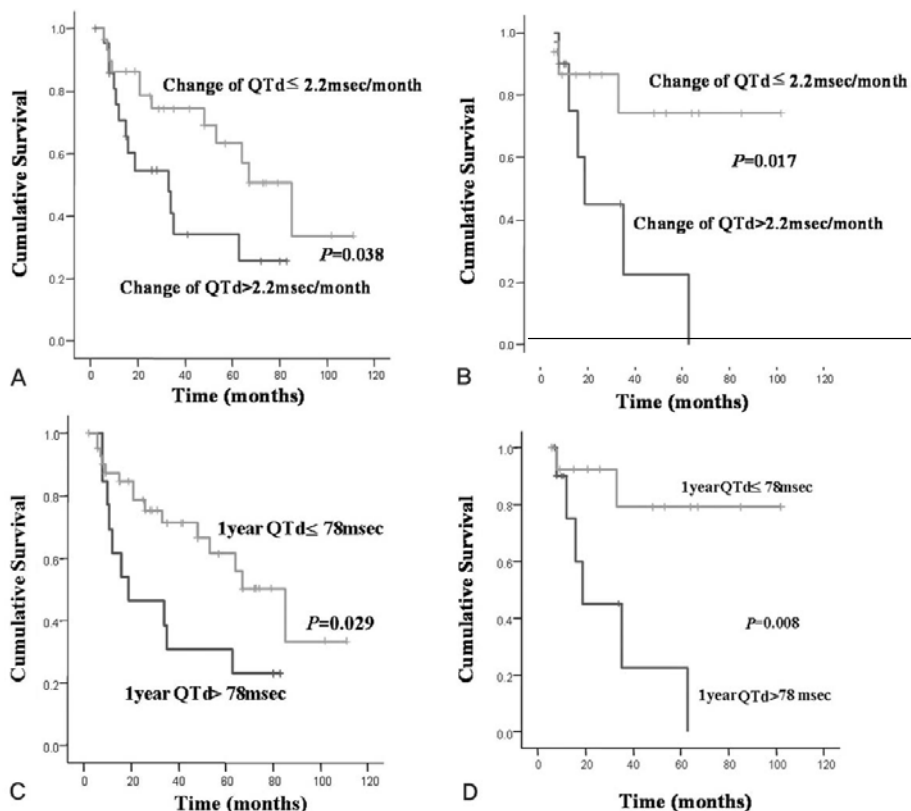 Cumulative Survival
1.0
0.8
0.6
0.4
0.2
0.0
Change of QTd≤ 2.2msec/month
P=0.038
Change of QTd>2.2msec/month
0 20 40 60 80 100 120
Time (months)
A
Cumulative Survival
1.0
0.8
0.6
0.4
0.2
0.0
Change of QTd≤ 2.2msec/month
P=0.017
Change of QTd>2.2msec/month
0 20 40 60 80 100 120
Time (months)
B
Cumulative Survival
1.0
0.8
0.6
0.4
0.2
0.0
1year QTd≤ 78msec
P=0.029
1year QTd> 78msec
0 20 40 60 80 100 120
Time (months)
C
Cumulative Survival
1.0
0.8
0.6
0.4
0.2
0.0
1year QTd≤ 78msec
P=0.008
1year QTd>78 msec
0 20 40 60 80 100 120
Time (months)
D